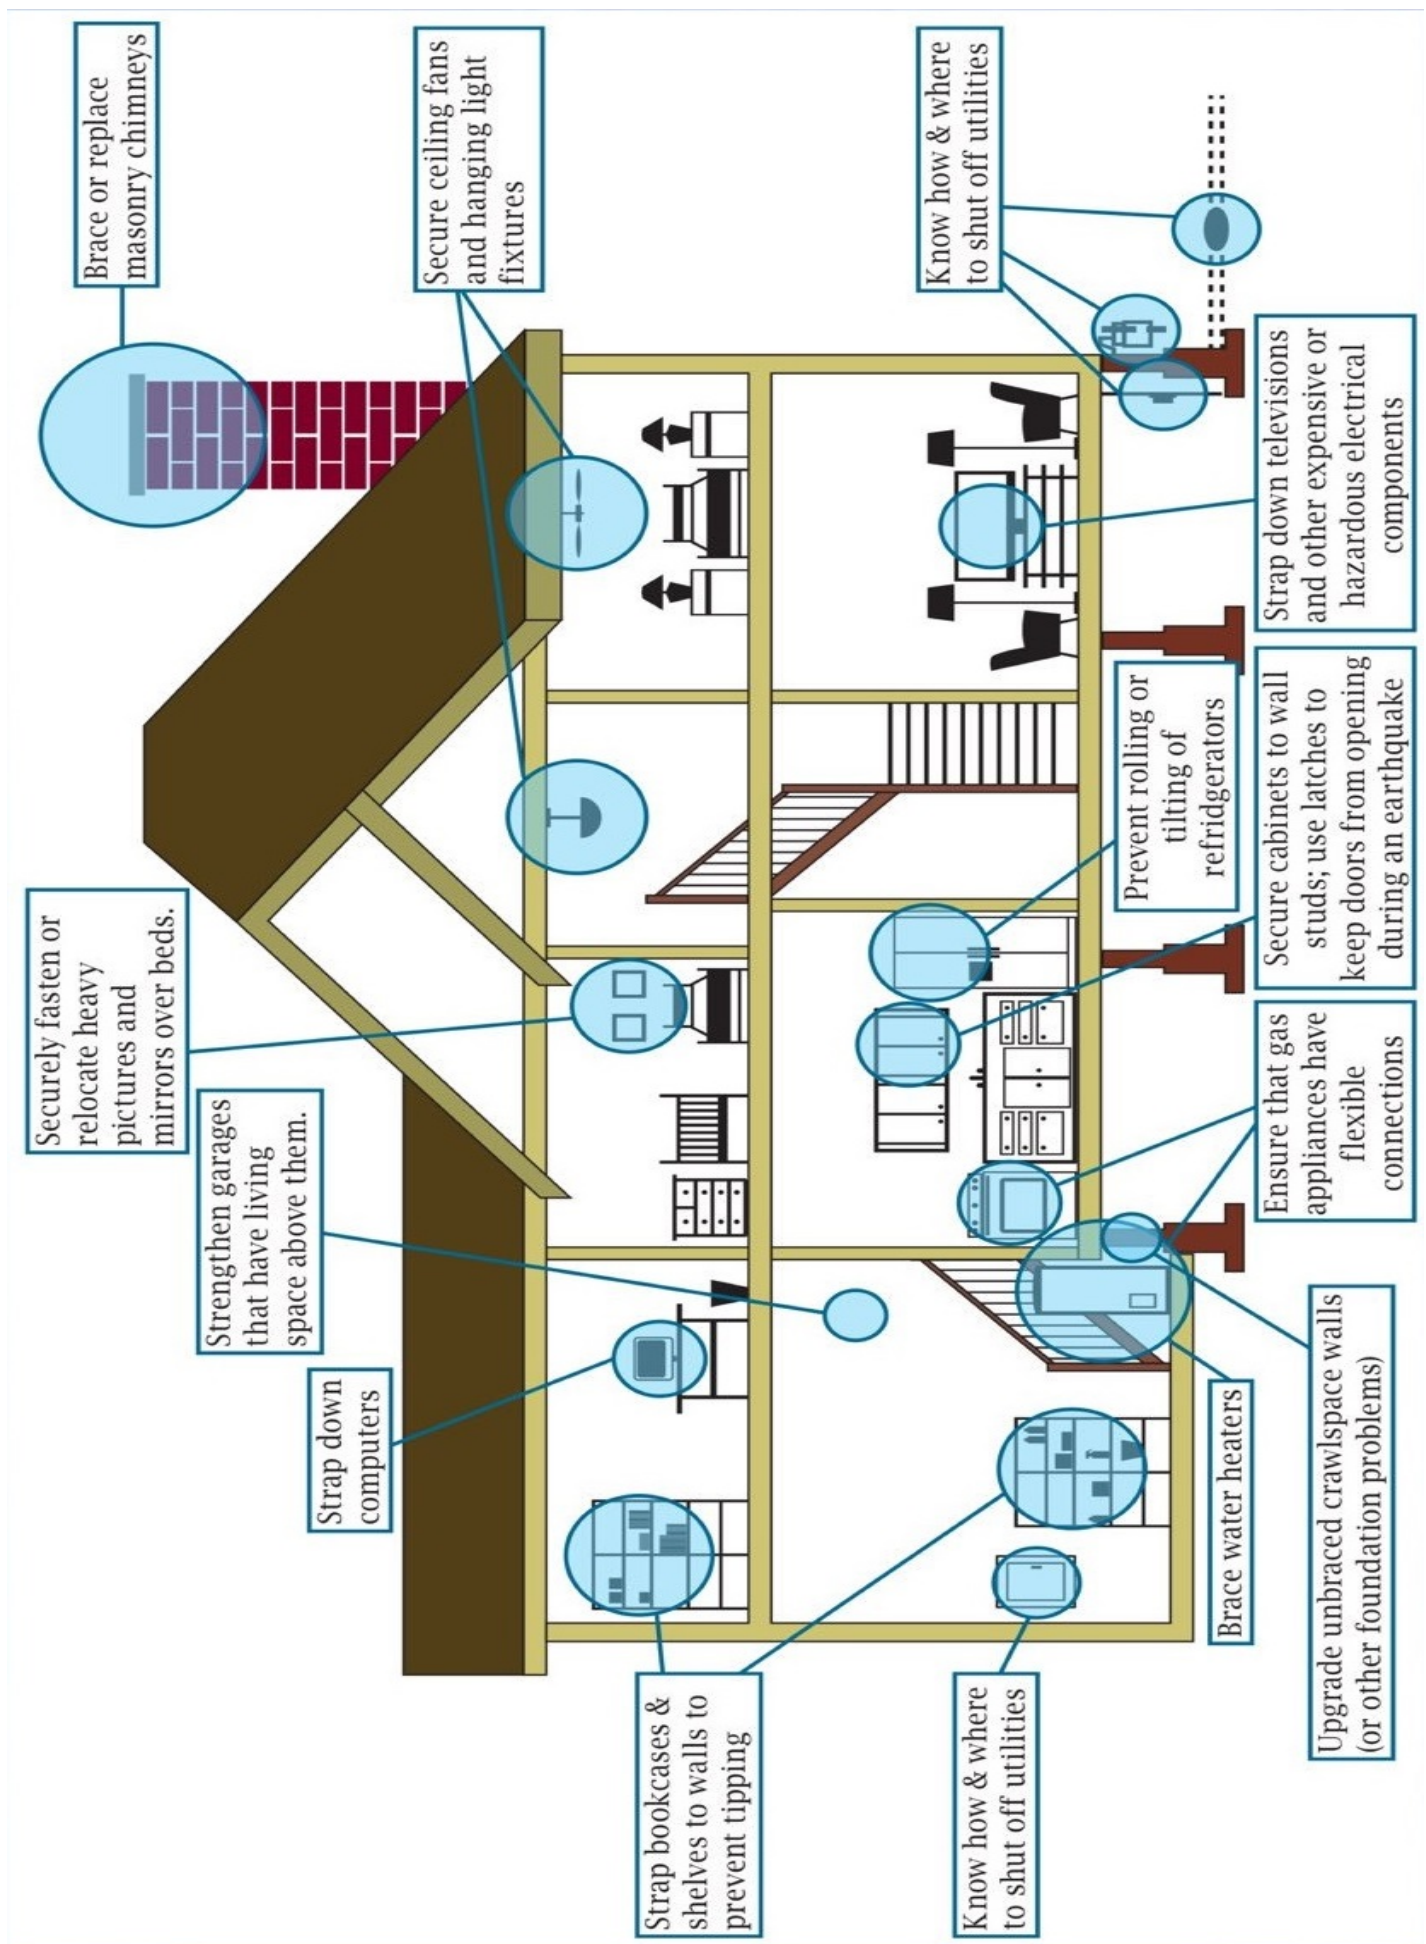 Brace or replace
masonry chimneys
Securely fasten or
relocate heavy
pictures and
mirrors over beds.
Strengthen garages
that have living
space above them.
Strap down
computers
Secure ceiling fans
and hanging light
fixtures
Strap bookcases &
shelves to walls to
prevent tipping
Know how & where
to shut off utilities
Know how & where
to shut off utilities
Prevent rolling or
tilting of
refridgerators
Brace water heaters
Upgrade unbraced crawlspace walls
(or other foundation problems)
Ensure that gas
appliances have
flexible
connections
Secure cabinets to wall
studs; use latches to
keep doors from opening
during an earthquake
Strap down televisions
and other expensive or
hazardous electrical
components